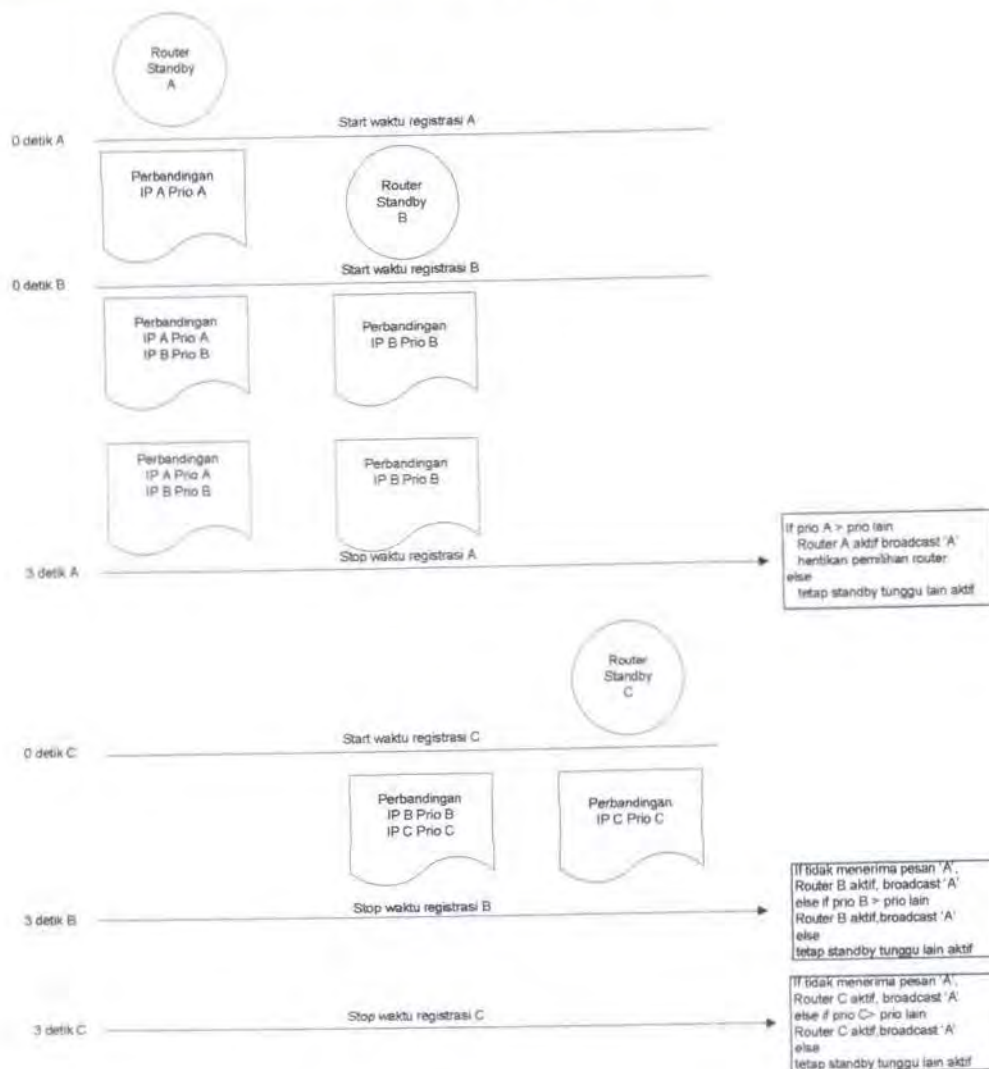 Router
Standby
A
Start waktu registrasi A
0 detik A
Perbandingan
IP A Prio A
Router
Standby
B
Start waktu registrasi B
0 detik B
Perbandingan
IP A Prio A
IP B Prio B
Perbandingan
IP B Prio B
Perbandingan
IP A Prio A
IP B Prio B
Perbandingan
IP B Prio B
Stop waktu registrasi A
3 detik A
If prio A > prio lain
Router A aktif broadcast 'A'
hentikan pemilihan router
else
tetap standby tunggu lain aktif
Router
Standby
C
Start waktu registrasi C
0 detik C
Perbandingan
IP B Prio B
IP C Prio C
Perbandingan
IP C Prio C
Stop waktu registrasi B
3 detik B
If tidak menerima pesan 'A',
Router B aktif, broadcast 'A'
else if prio B > prio lain
Router B aktif,broadcast 'A'
else
tetap standby tunggu lain aktif
Stop waktu registrasi C
3 detik C
If tidak menerima pesan 'A',
Router C aktif, broadcast 'A'
else if prio C> prio lain
Router C aktif,broadcast 'A'
else
tetap standby tunggu lain aktif